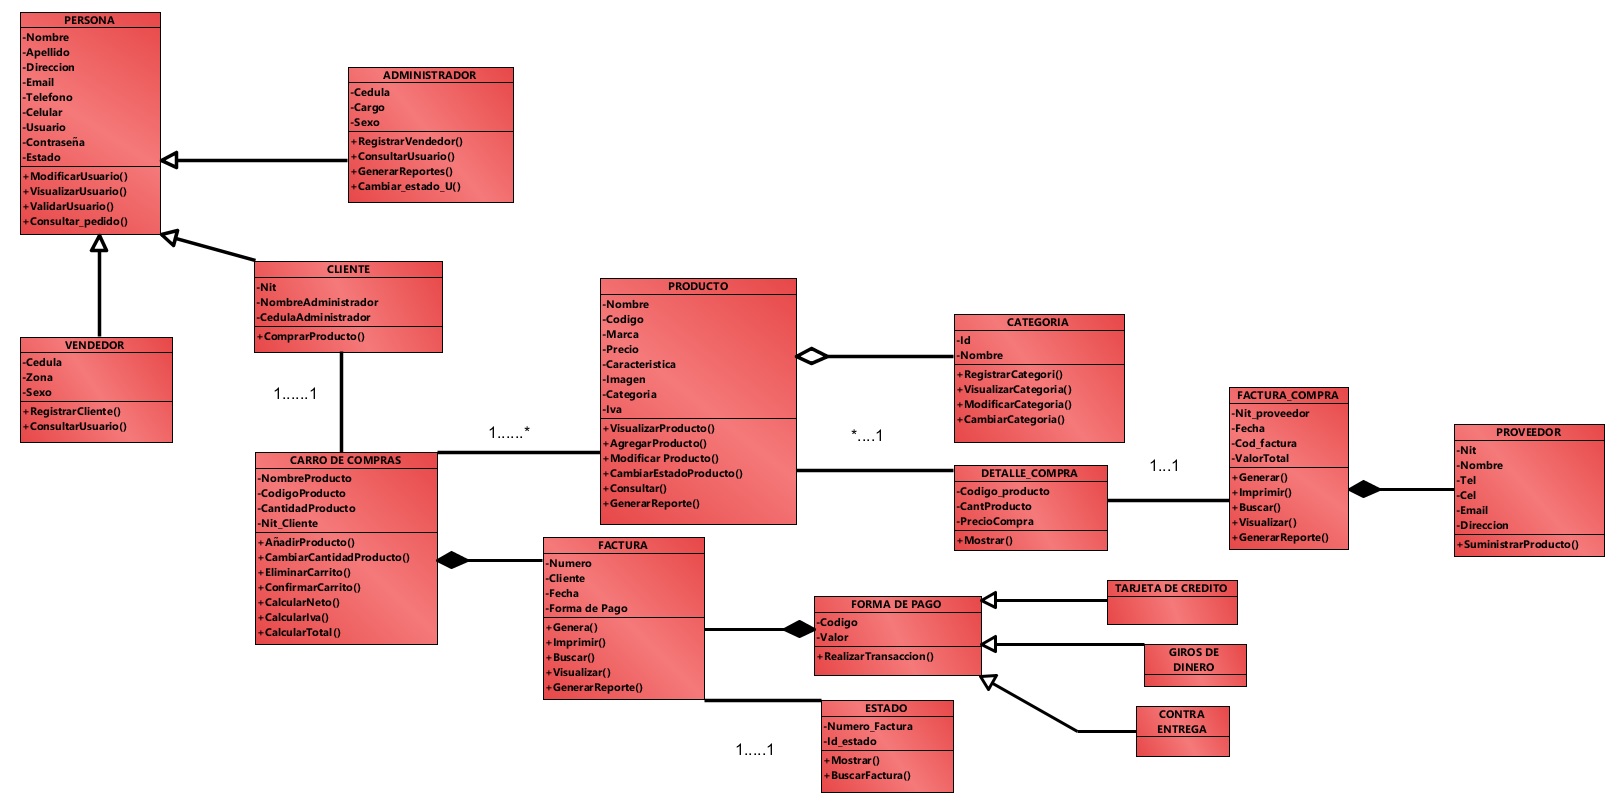 PERSONA
-Nombre
-Apellido
-Direccion
-Email
-Telefono
-Celular
-Usuario
-Contraseña
-Estado
+ModificarUsuario()
+VisualizarUsuario()
+ValidarUsuario()
+Consultar_pedido()
ADMINISTRADOR
-Cedula
-Cargo
-Sexo
+RegistrarVendedor()
+ConsultarUsuario()
+GenerarReportes()
+Cambiar_estado_U()
CLIENTE
-Nit
-NombreAdministrador
-CedulaAdministrador
+ComprarProducto()
VENDEDOR
-Cedula
-Zona
-Sexo
+RegistrarCliente()
+ConsultarUsuario()
1......1
1......*
CARRO DE COMPRAS
-NombreProducto
-CodigoProducto
-CantidadProducto
-Nit_Cliente
+AñadirProducto()
+CambiarCantidadProducto()
+EliminarCarrito()
+ConfirmarCarrito()
+CalcularNeto()
+CalcularIva()
+CalcularTotal()
PRODUCTO
-Nombre
-Codigo
-Marca
-Precio
-Caracteristica
-Imagen
-Categoria
-Iva
+VisualizarProducto()
+AgregarProducto()
+Modificar Producto()
+CambiarEstadoProducto()
+Consultar()
+GenerarReporte()
CATEGORIA
-Id
-Nombre
+RegistrarCategori()
+VisualizarCategoria()
+ModificarCategoria()
+CambiarCategoria()
*....1
DETALLE_COMPRA
-Codigo_producto
-CantProducto
-PrecioCompra
+Mostrar()
1...1
FACTURA_COMPRA
-Nit_proveedor
-Fecha
-Cod_factura
-ValorTotal
+Generar()
+Imprimir()
+Buscar()
+Visualizar()
+GenerarReporte()
PROVEEDOR
-Nit
-Nombre
-Tel
-Cel
-Email
-Direccion
+SuministrarProducto()
FACTURA
-Numero
-Cliente
-Fecha
-Forma de Pago
+Genera()
+Imprimir()
+Buscar()
+Visualizar()
+GenerarReporte()
FORMA DE PAGO
-Codigo
-Valor
+RealizarTransaccion()
TARJETA DE CREDITO
GIROS DE
DINERO
CONTRA
ENTREGA
ESTADO
-Numero_Factura
-Id_estado
+Mostrar()
+BuscarFactura()
1.....1